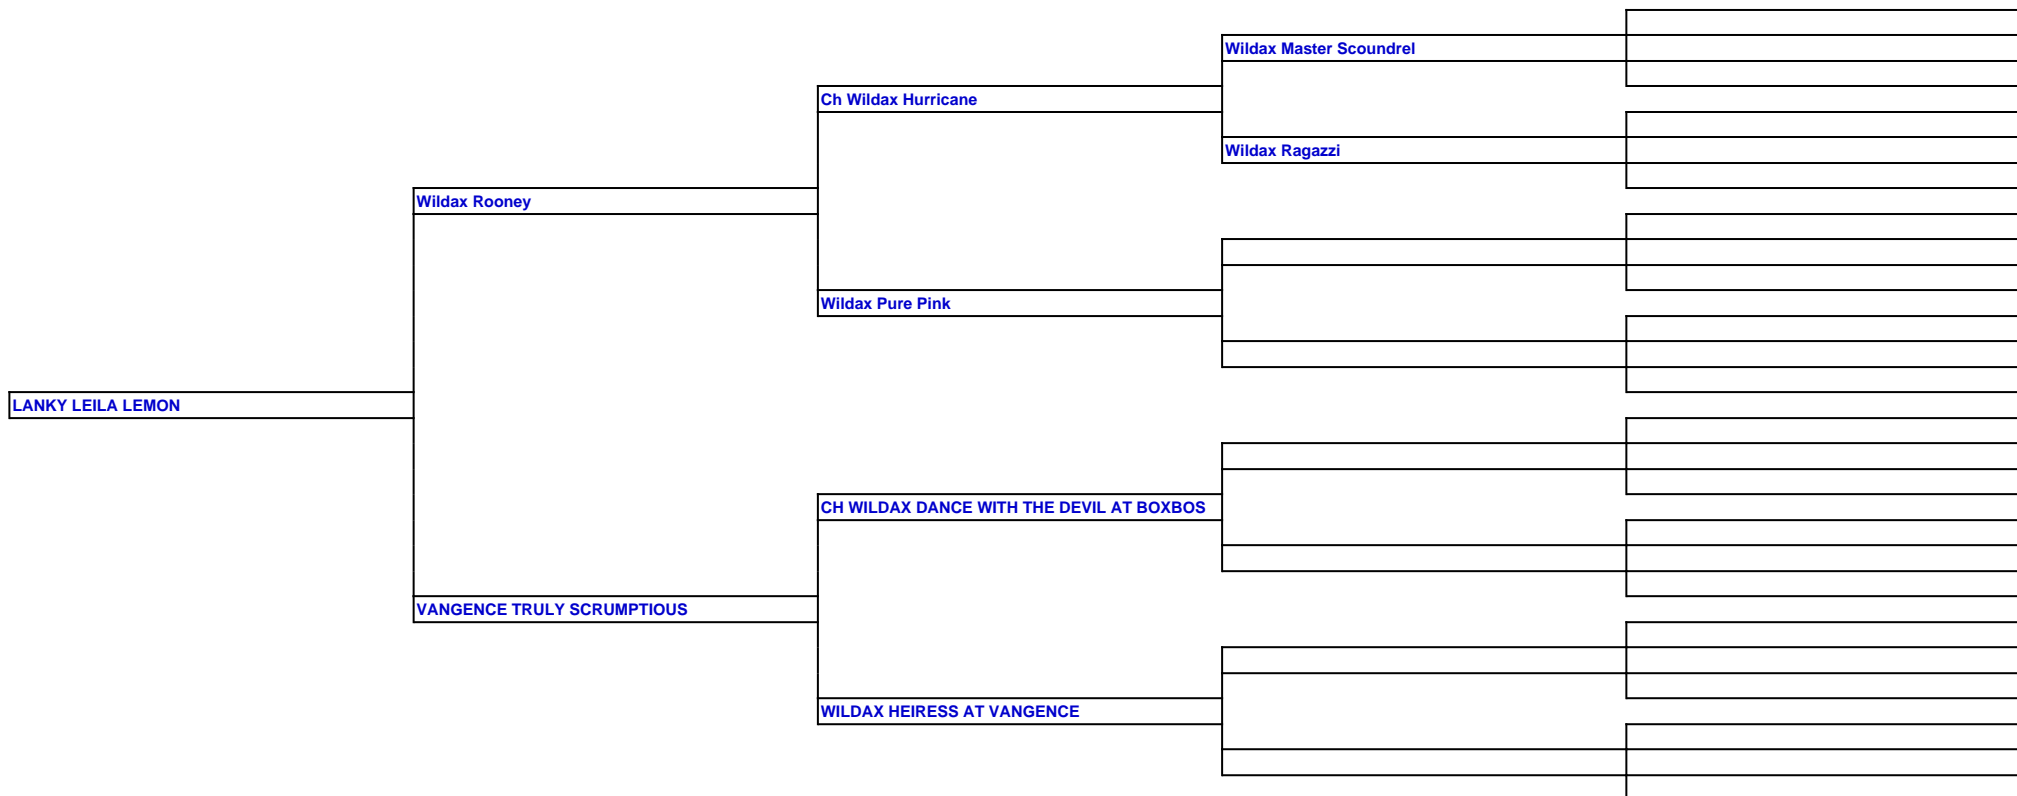 Wildax Master Scoundrel
Ch Wildax Hurricane
Wildax Ragazzi
Wildax Rooney
Wildax Pure Pink
LANKY LEILA LEMON
CH WILDAX DANCE WITH THE DEVIL AT BOXBOS
VANGENCE TRULY SCRUMPTIOUS
WILDAX HEIRESS AT VANGENCE